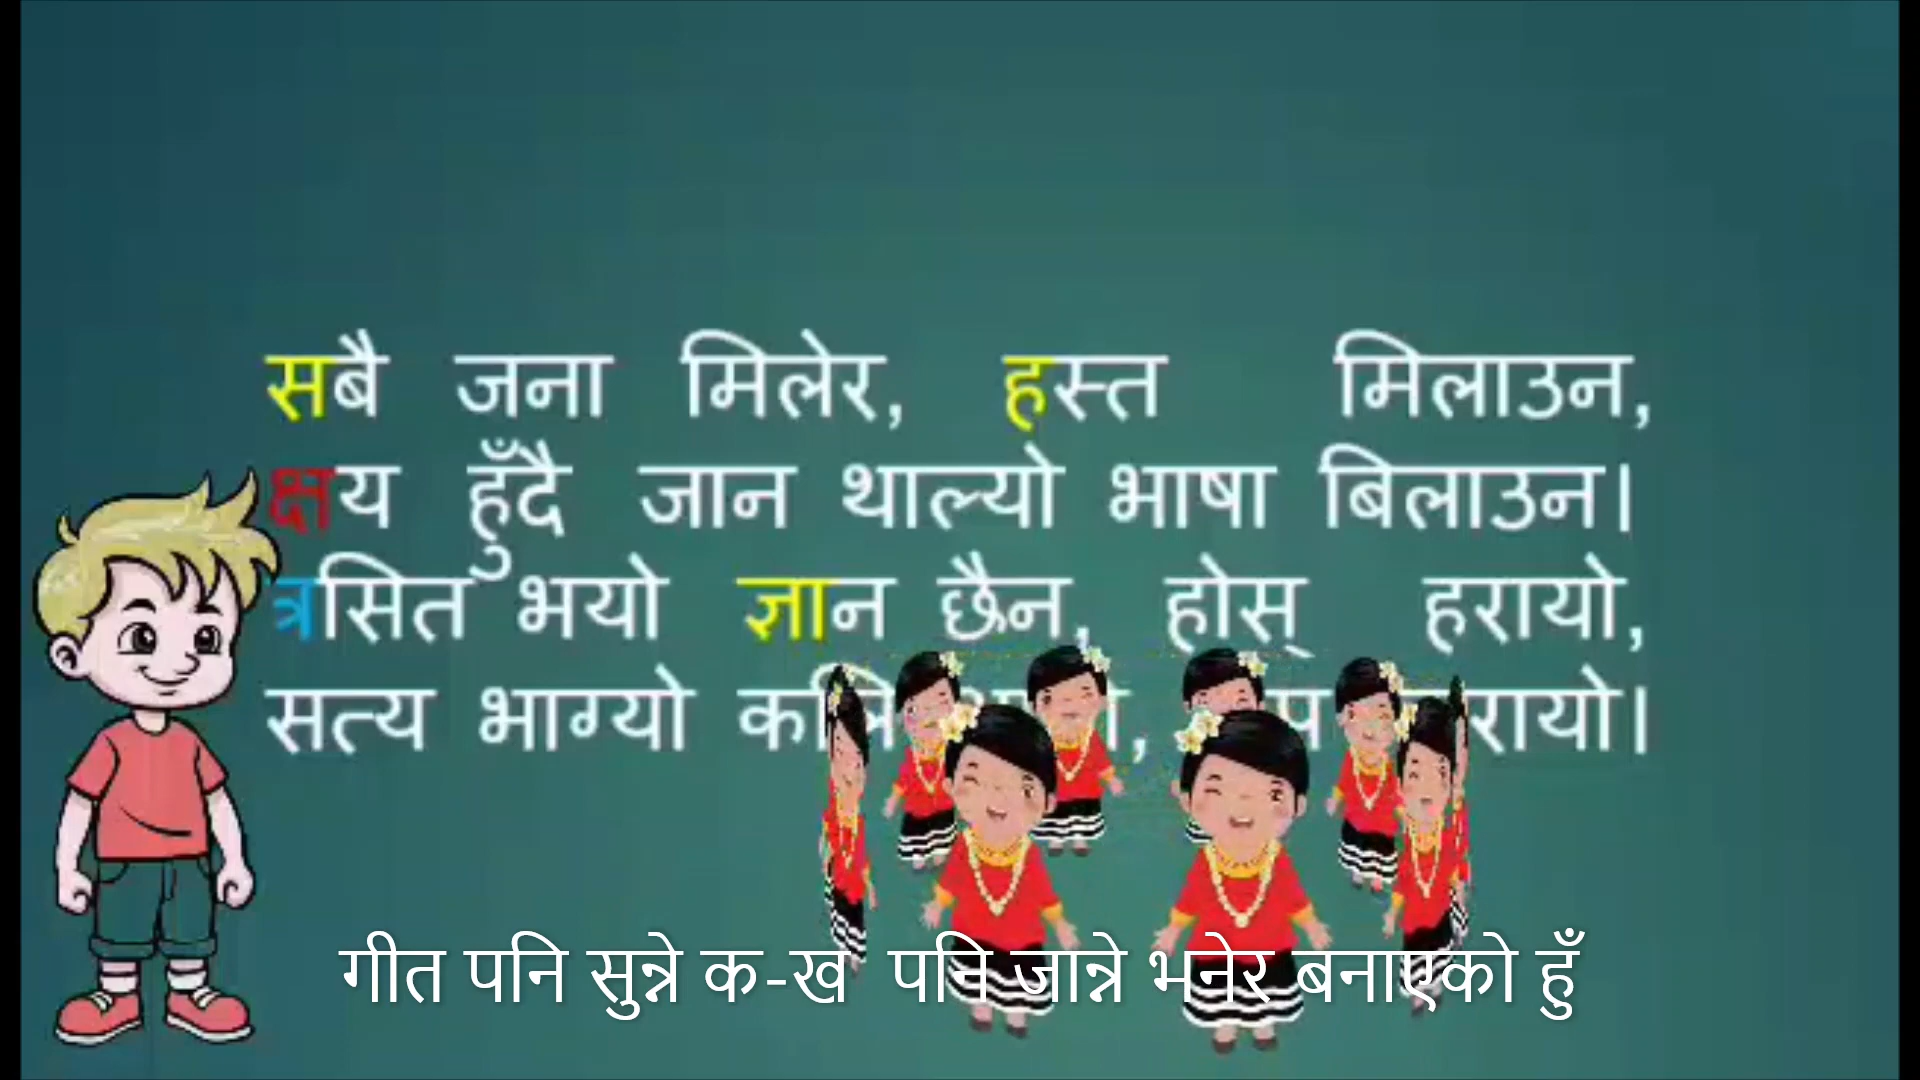 सबै जना मिलेर, हस्त मिलाउन,
क्षय हुँदै जान थाल्यो भाषा बिलाउन।
त्रसित भयो ज्ञान छैन, होस् हरायो,
सत्य भाग्यो
गीत पनि सुन्ने क-ख पनि जान्ने भनेर बनाएको हुँ